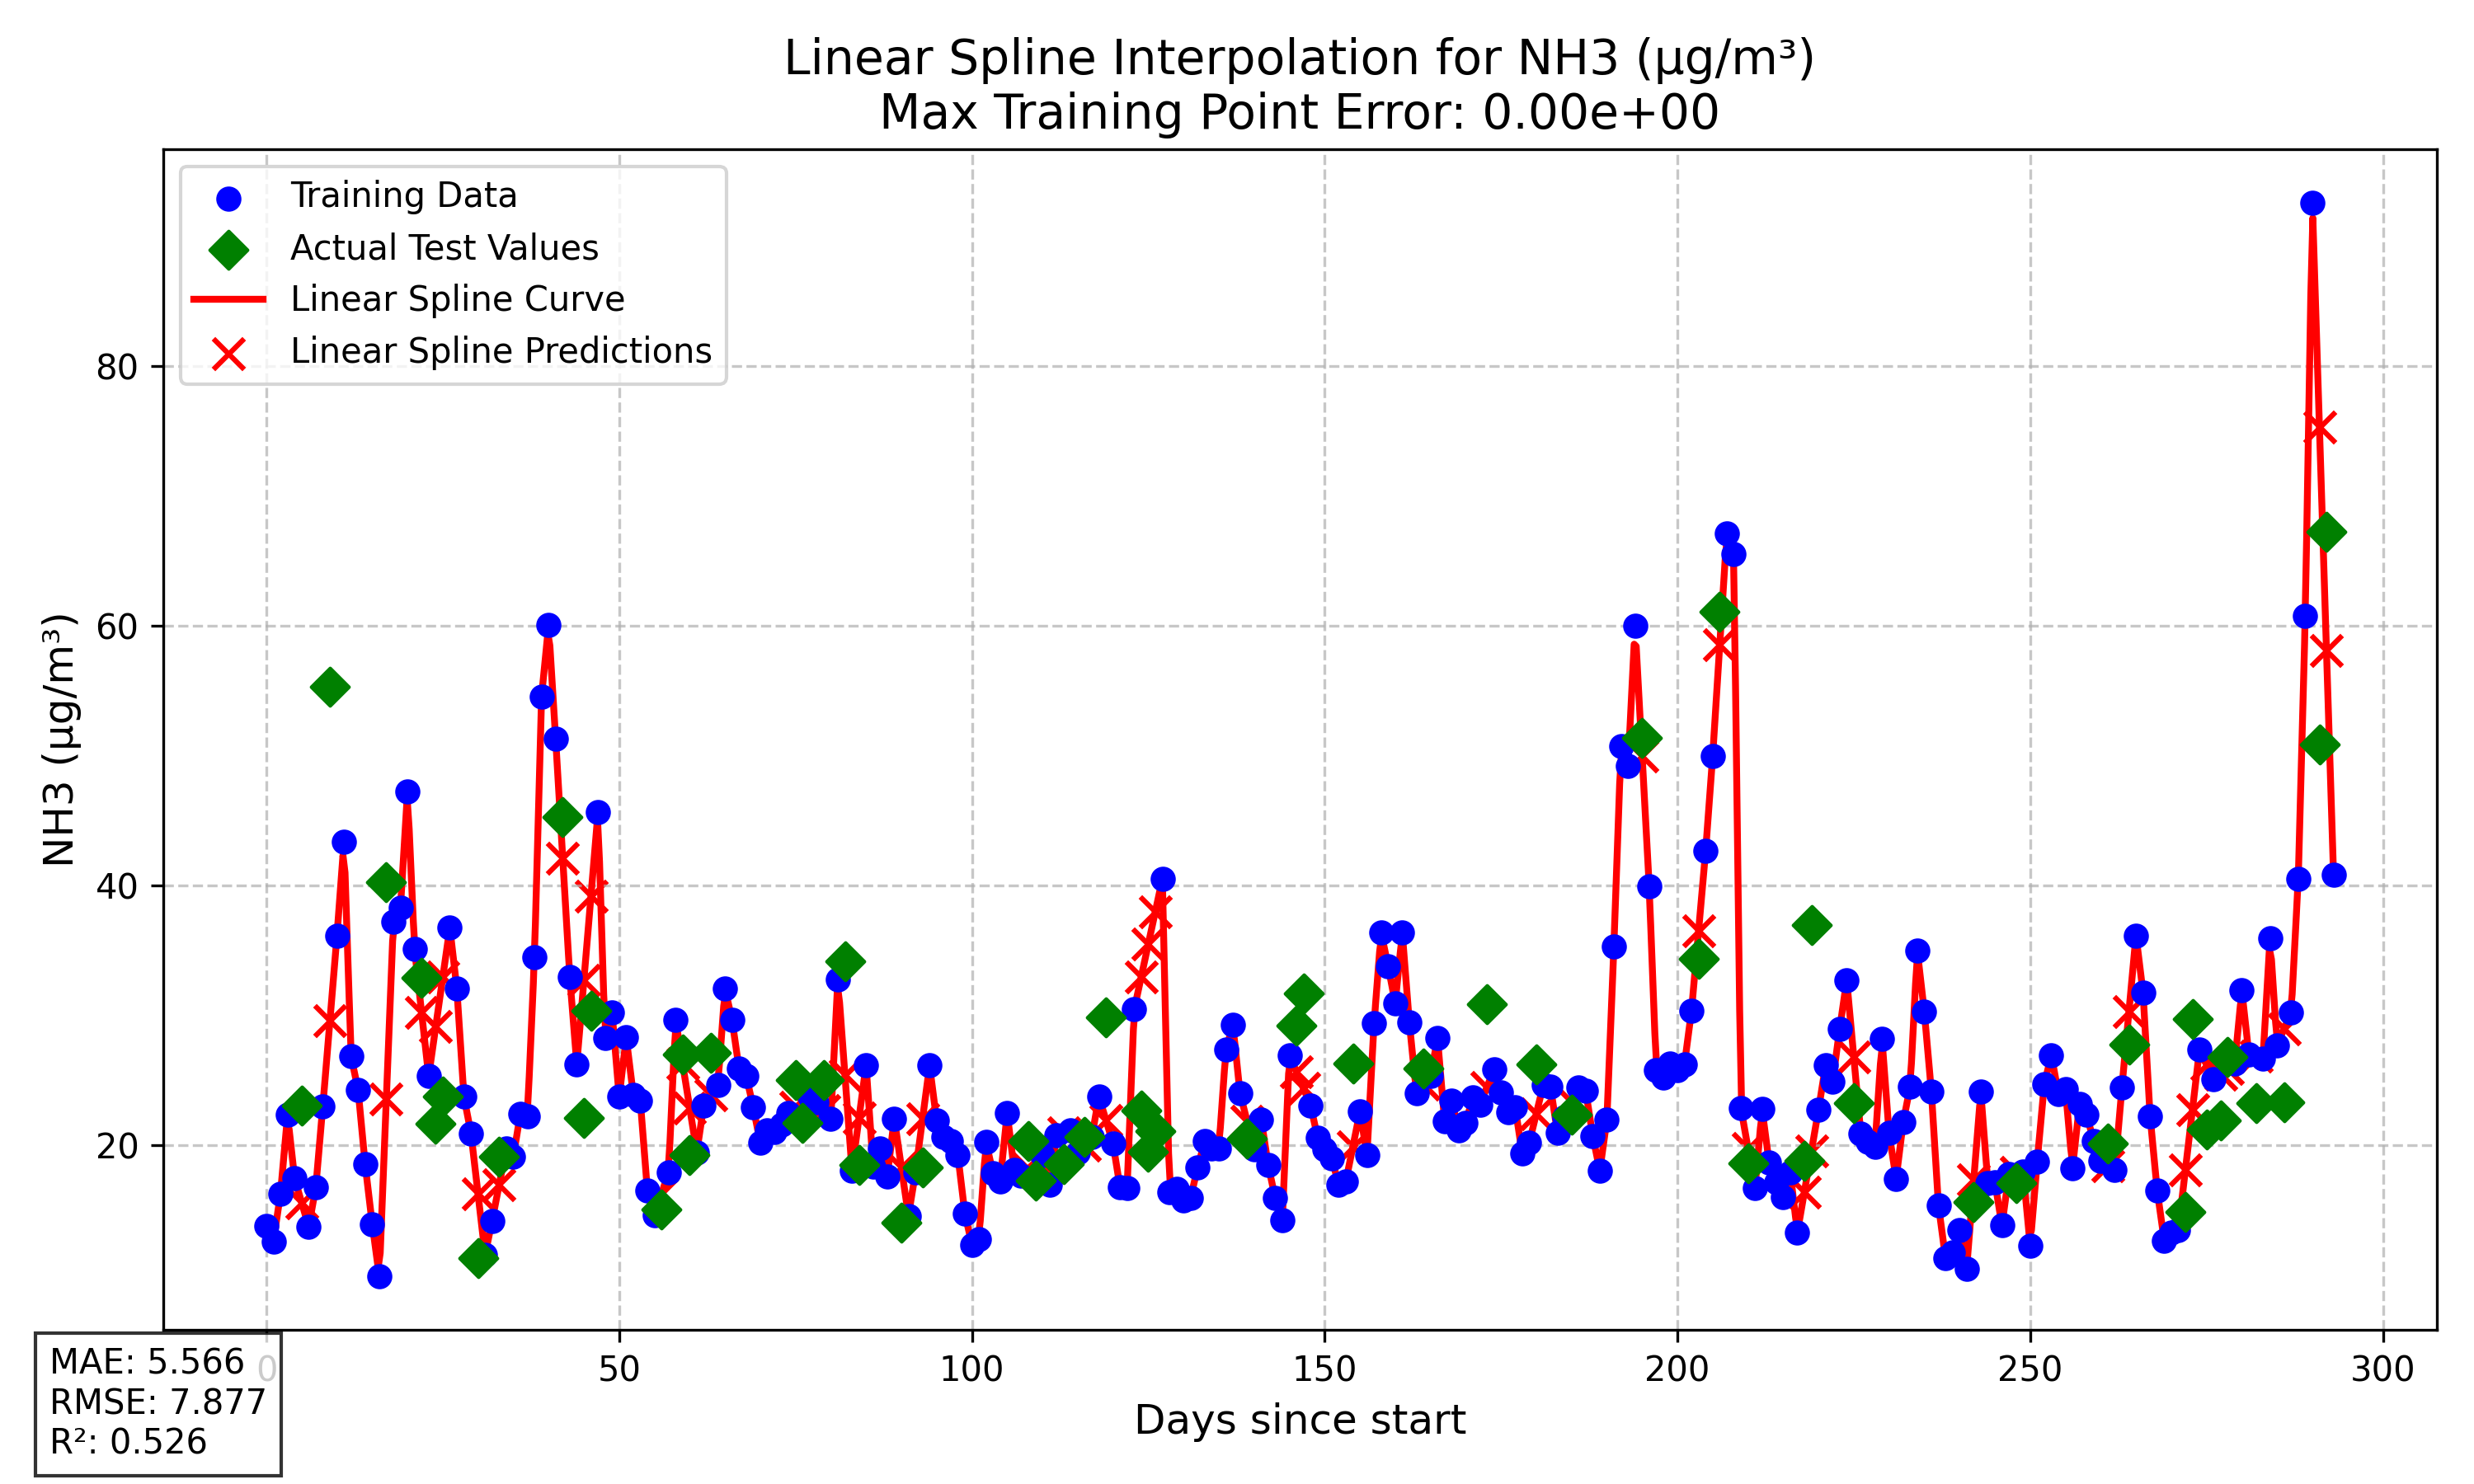 Linear Spline Interpolation for NH3 (µg/m³)
Max Training Point Error: 0.00e+00
Training Data
Actual Test Values
Linear Spline Curve
Linear Spline Predictions
80
60
40
20
NH3 (µg/m³)
0
50
100
150
200
250
300
Days since start
MAE: 5.566
RMSE: 7.877
R²: 0.526